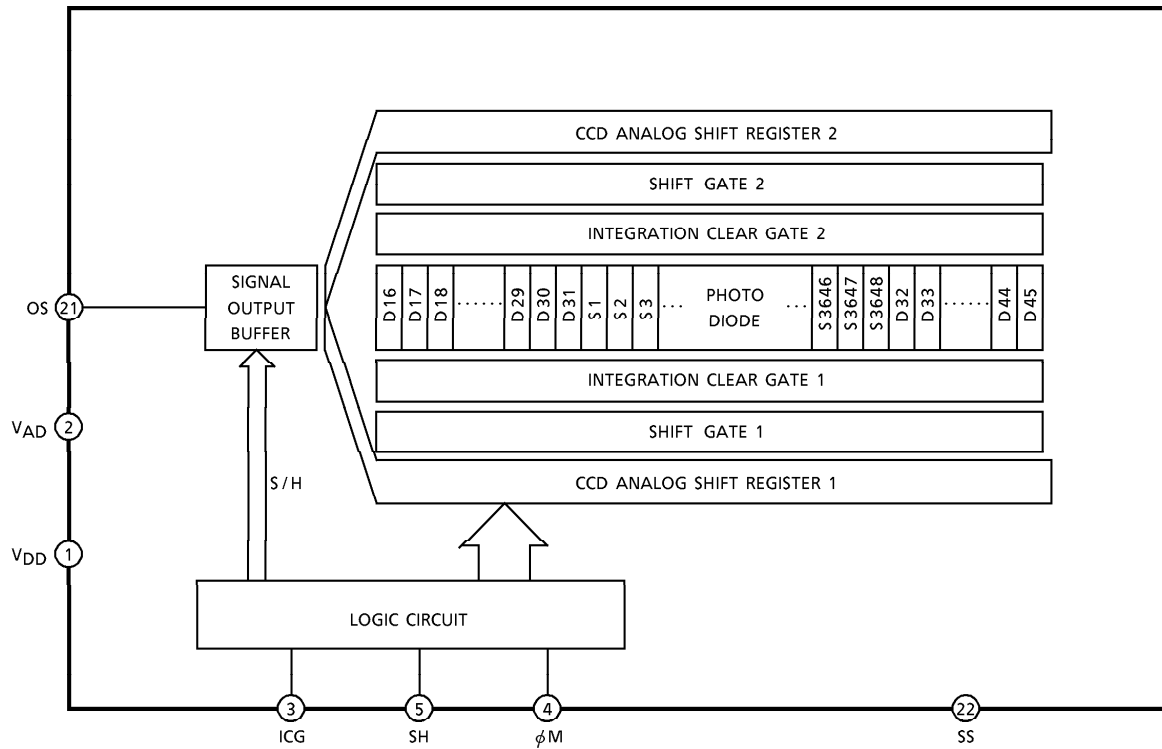 CCD ANALOG SHIFT REGISTER 2
SHIFT GATE 2
INTEGRATION CLEAR GATE 2
OS 21
SIGNAL
OUTPUT
BUFFER
D16 D17 D18 ...... D29 D30 D31 S1 S2 S3 ... PHOTO DIODE ... S3646 S3647 S3648 D32 D33 ...... D44 D45
INTEGRATION CLEAR GATE 1
VAD 2
SHIFT GATE 1
S/H
CCD ANALOG SHIFT REGISTER 1
VDD 1
LOGIC CIRCUIT
3 5 4 22
ICG SH ϕM SS